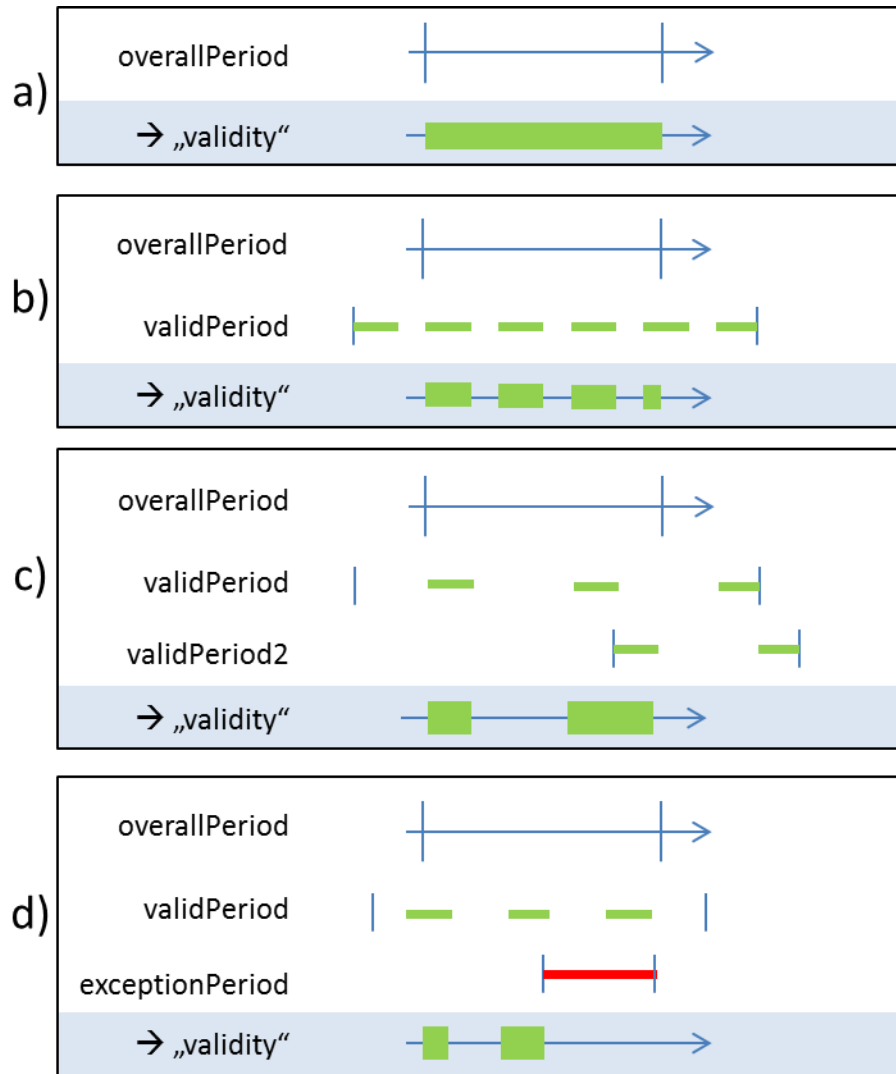 a)
overallPeriod
→ „validity“
b)
overallPeriod
validPeriod
→ „validity“
c)
overallPeriod
validPeriod
validPeriod2
→ „validity“
d)
overallPeriod
validPeriod
exceptionPeriod
→ „validity“